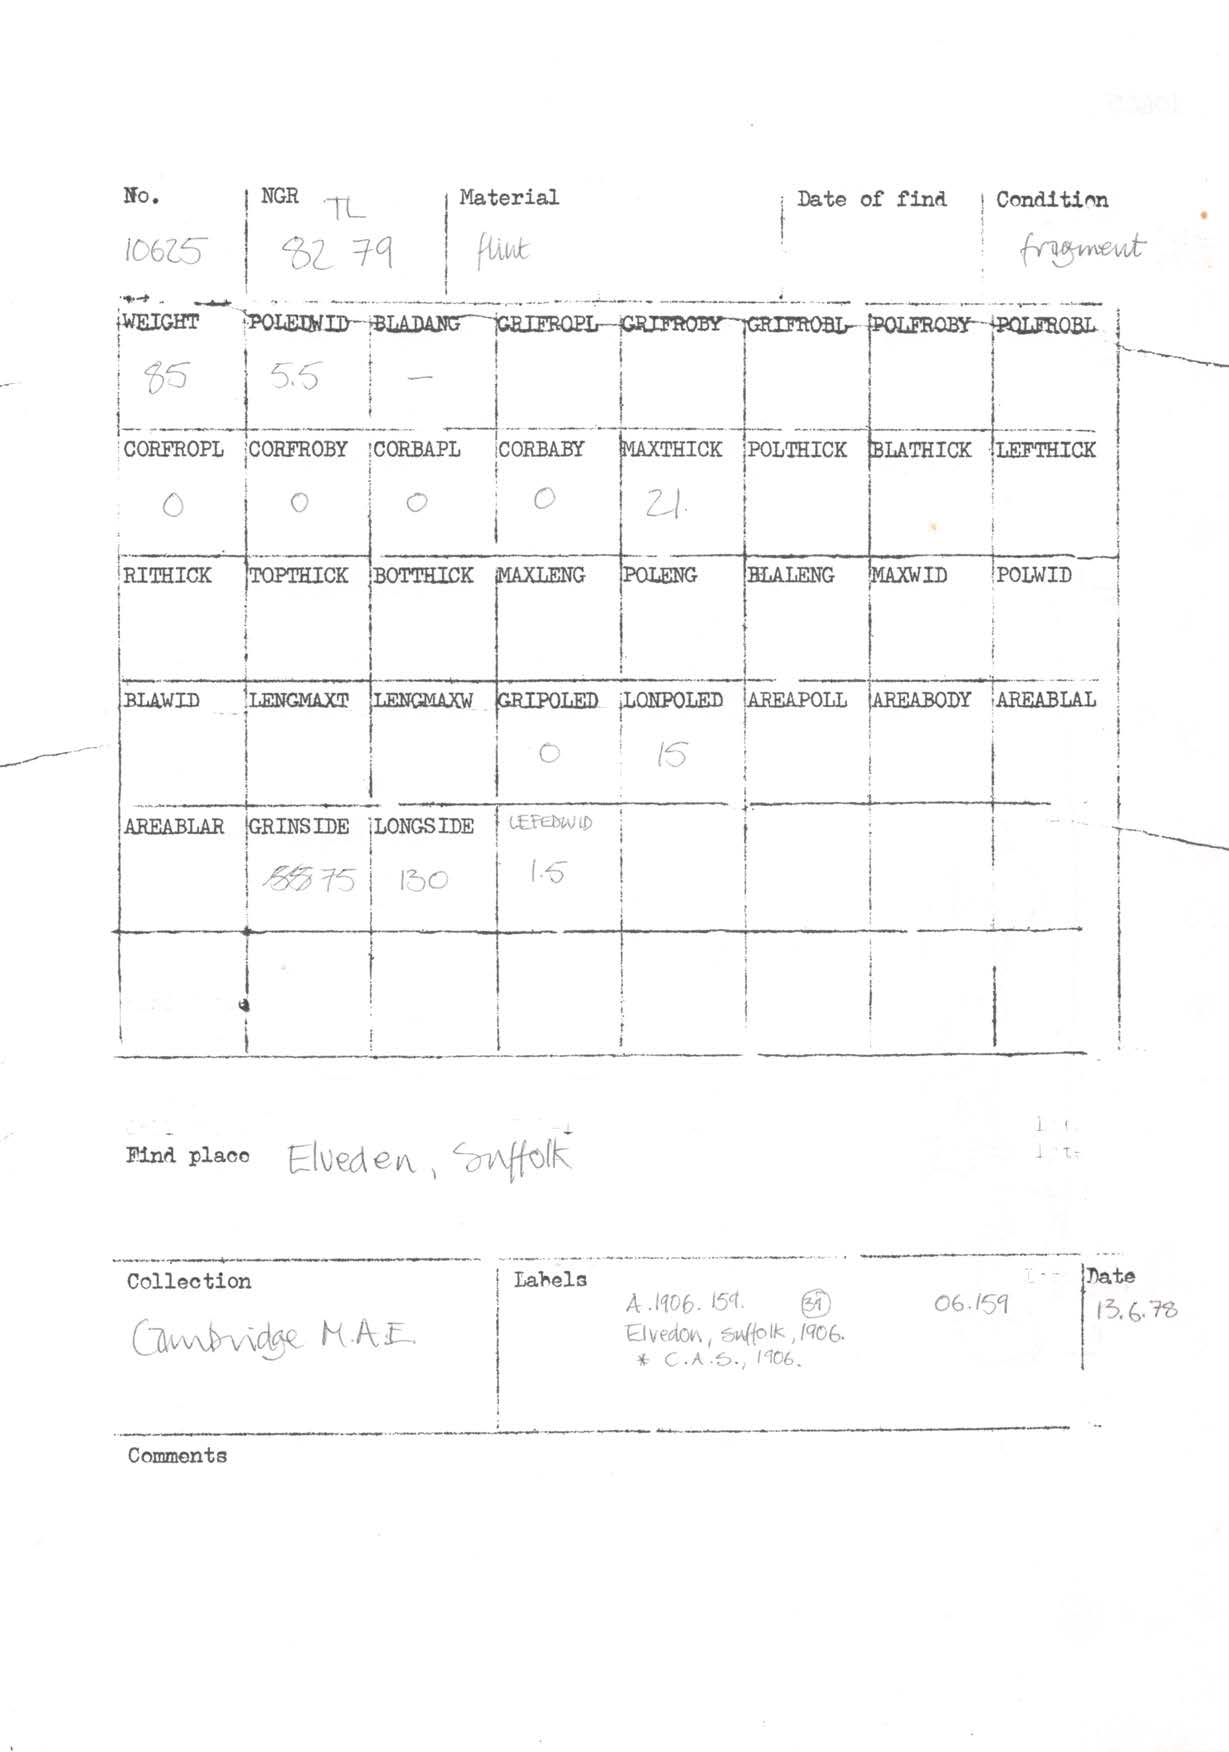 No. NGR TL Material Date of find Condition
10625 82 79 flint fragment
WEIGHT POLEDWID BLADANG GRIFROPL GRIFROBY GRIFROBL POLFROBY POLFROBL
85 5.5 —
CORFROPL CORFROBY CORBAPL CORBABY MAXTHICK POLTHICK BLATHICK LEFTHICK
0 0 0 0 21.
RITHICK TOPTHICK BOTTHICK MAXLENG POLENG BLALENG MAXWID POLWID
BLAWID LENGMAXT LENGMAXW GRIPOLED LONPOLED AREAPOLL AREABODY AREABLAL
0 15
AREABLAR GRINSIDE LONGSIDE LEFEDWID
75 130 1.5
Find place Elveden, Suffolk
Collection Labels Date
A.1906.159. 39 06.159 13.6.78
Cambridge M.A.E. Elvedon, Suffolk, 1906.
* C.A.S., 1906.
Comments